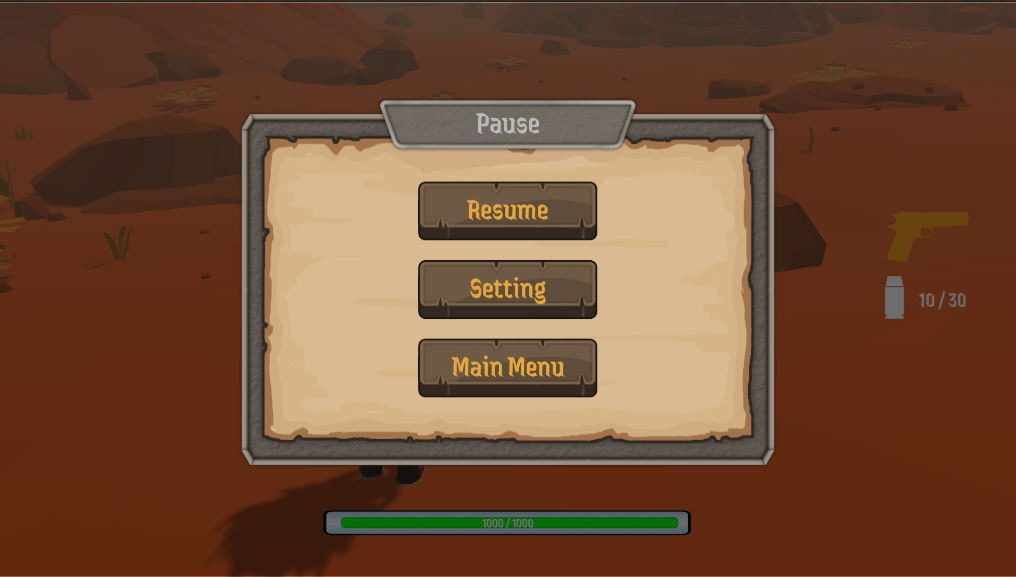 Pause
Resume
Setting
10 / 30
Main Menu
1000 / 1000